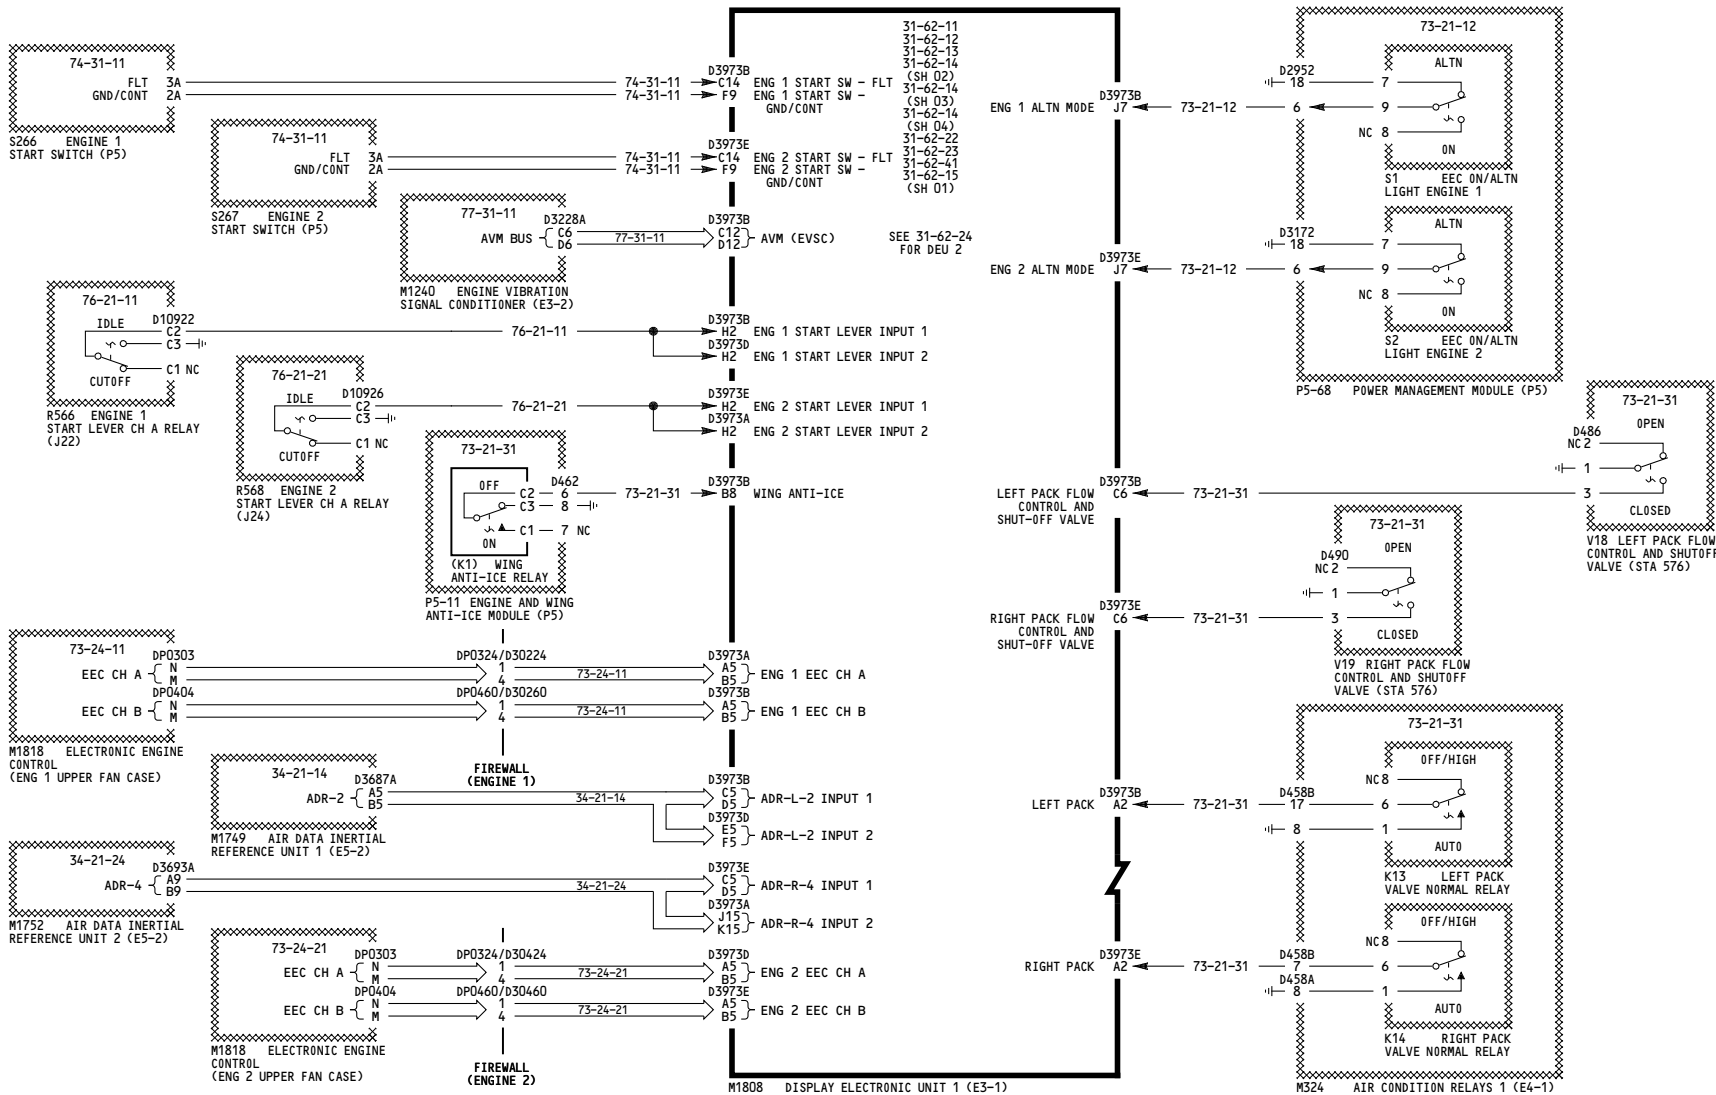 74-31-11
FLT 3A
GND/CONT 2A
S266 ENGINE 1
START SWITCH (P5)
74-31-11
74-31-11
D3973B
C14 ENG 1 START SW - FLT
F9 ENG 1 START SW -
GND/CONT
74-31-11
FLT 3A
GND/CONT 2A
S267 ENGINE 2
START SWITCH (P5)
74-31-11
74-31-11
D3973E
C14 ENG 2 START SW - FLT
F9 ENG 2 START SW -
GND/CONT
31-62-11
31-62-12
31-62-13
31-62-14
(SH 02)
31-62-14
(SH 03)
31-62-14
(SH 04)
31-62-22
31-62-23
31-62-41
31-62-15
(SH 01)
SEE 31-62-24
FOR DEU 2
77-31-11
D3228A
AVM BUS C6
D6
77-31-11
M1240 ENGINE VIBRATION
SIGNAL CONDITIONER (E3-2)
D3973B
C12
D12 AVM (EVSC)
76-21-11
IDLE D10922
C2
C3
C1 NC
CUTOFF
R566 ENGINE 1
START LEVER CH A RELAY
(J22)
76-21-11
D3973B
H2 ENG 1 START LEVER INPUT 1
D3973D
H2 ENG 1 START LEVER INPUT 2
76-21-21
IDLE D10926
C2
C3
C1 NC
CUTOFF
R568 ENGINE 2
START LEVER CH A RELAY
(J24)
76-21-21
D3973E
H2 ENG 2 START LEVER INPUT 1
D3973A
H2 ENG 2 START LEVER INPUT 2
73-21-31
OFF D462
C2 6
C3 8
C1 7 NC
ON
(K1) WING
ANTI-ICE RELAY
P5-11 ENGINE AND WING
ANTI-ICE MODULE (P5)
73-21-31
D3973B
B8 WING ANTI-ICE
73-24-11
DP0303
EEC CH A N
M
DP0404
EEC CH B N
M
M1818 ELECTRONIC ENGINE
CONTROL
(ENG 1 UPPER FAN CASE)
DP0324/D30224
1
4
73-24-11
DP0460/D30260
1
4
73-24-11
FIREWALL
(ENGINE 1)
D3973A
A5
B5 ENG 1 EEC CH A
D3973B
A5
B5 ENG 1 EEC CH B
34-21-14
D3687A
ADR-2 A5
B5
34-21-14
M1749 AIR DATA INERTIAL
REFERENCE UNIT 1 (E5-2)
D3973B
C5
D5 ADR-L-2 INPUT 1
D3973D
E5
F5 ADR-L-2 INPUT 2
34-21-24
D3693A
ADR-4 A9
B9
34-21-24
M1752 AIR DATA INERTIAL
REFERENCE UNIT 2 (E5-2)
D3973E
C5
D5 ADR-R-4 INPUT 1
D3973A
J15
K15 ADR-R-4 INPUT 2
73-24-21
DP0303
EEC CH A N
M
DP0404
EEC CH B N
M
M1818 ELECTRONIC ENGINE
CONTROL
(ENG 2 UPPER FAN CASE)
DP0324/D30424
1
4
73-24-21
DP0460/D30460
1
4
73-24-21
FIREWALL
(ENGINE 2)
D3973D
A5
B5 ENG 2 EEC CH A
D3973E
A5
B5 ENG 2 EEC CH B
M1808 DISPLAY ELECTRONIC UNIT 1 (E3-1)
73-21-12
ALTN
D2952
18 7
D3973B
ENG 1 ALTN MODE J7 73-21-12 6 9
NC 8
ON
S1 EEC ON/ALTN
LIGHT ENGINE 1
ALTN
D3172
18 7
D3973E
ENG 2 ALTN MODE J7 73-21-12 6 9
NC 8
ON
S2 EEC ON/ALTN
LIGHT ENGINE 2
P5-68 POWER MANAGEMENT MODULE (P5)
73-21-31
OPEN
D486
NC 2
1
3
CLOSED
V18 LEFT PACK FLOW
CONTROL AND SHUTOFF
VALVE (STA 576)
D3973B
LEFT PACK FLOW C6 73-21-31
CONTROL AND
SHUT-OFF VALVE
73-21-31
OPEN
D490
NC 2
1
3
CLOSED
V19 RIGHT PACK FLOW
CONTROL AND SHUTOFF
VALVE (STA 576)
D3973E
RIGHT PACK FLOW C6 73-21-31
CONTROL AND
SHUT-OFF VALVE
73-21-31
OFF/HIGH
NC 8
D3973B D458B
LEFT PACK A2 73-21-31 17 6
8 1
AUTO
K13 LEFT PACK
VALVE NORMAL RELAY
OFF/HIGH
NC 8
D3973E D458B
RIGHT PACK A2 73-21-31 7 6
D458A
8 1
AUTO
K14 RIGHT PACK
VALVE NORMAL RELAY
M324 AIR CONDITION RELAYS 1 (E4-1)